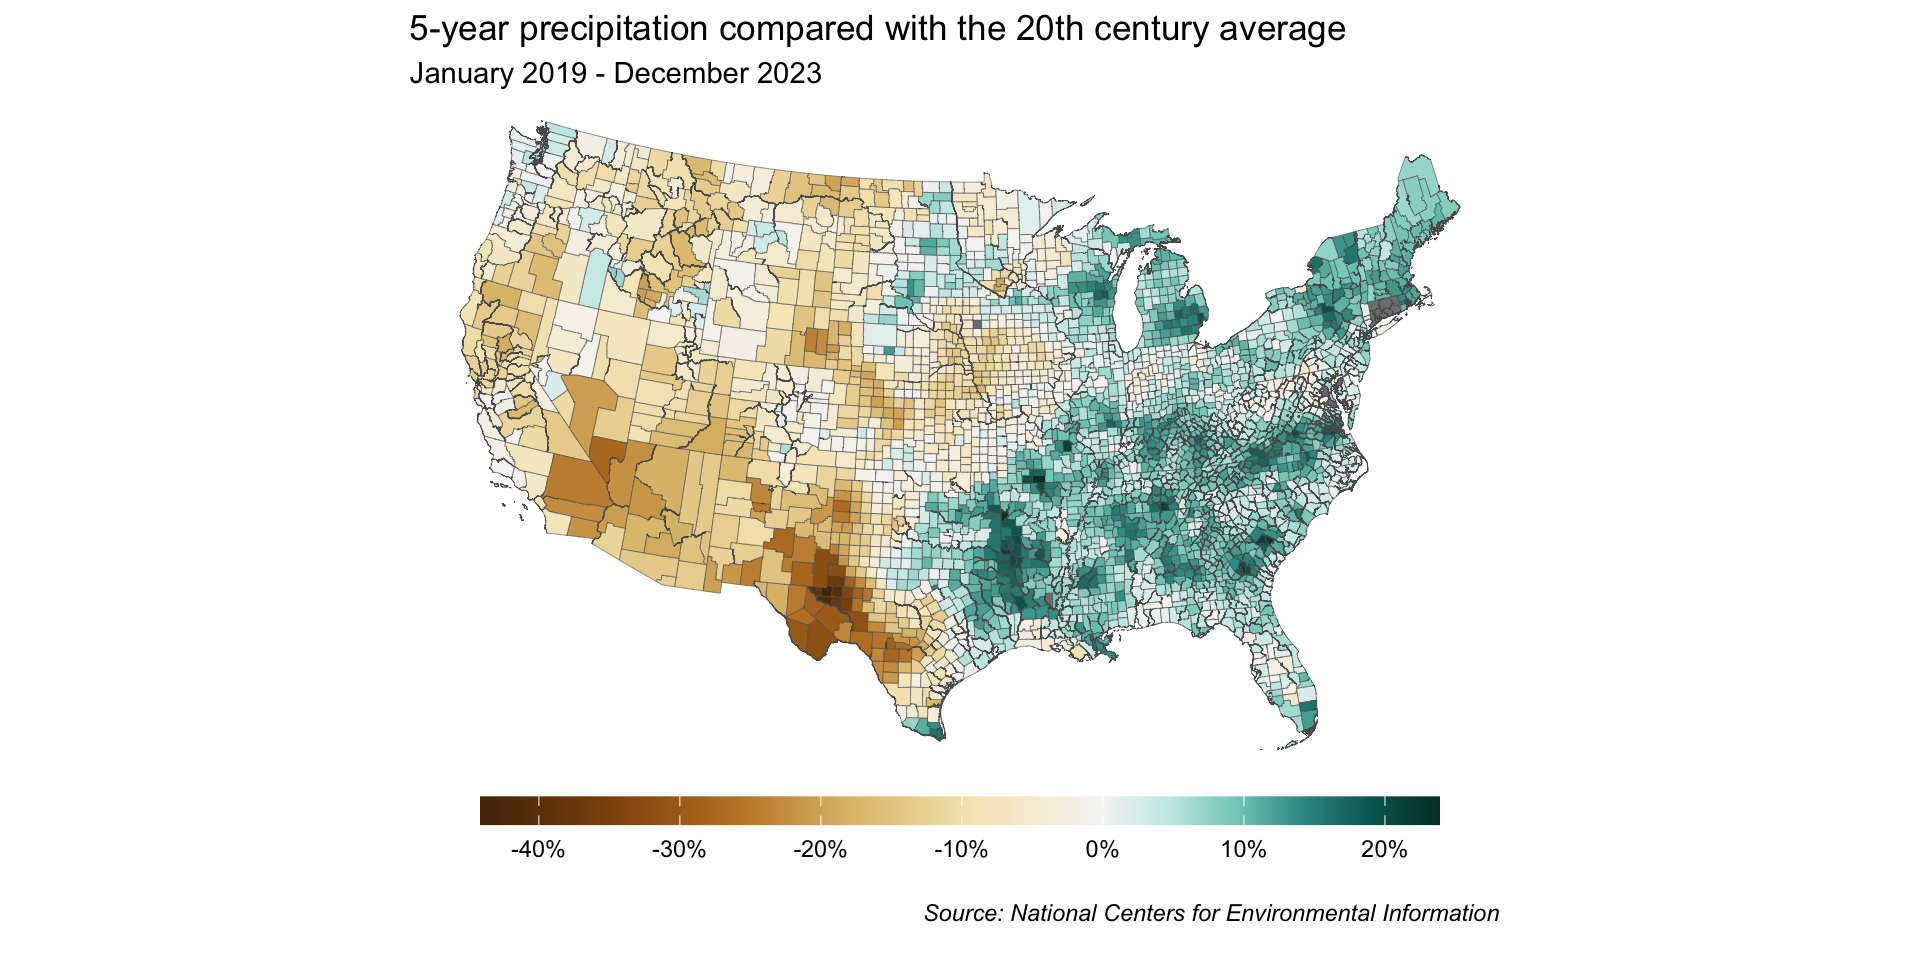 5-year precipitation compared with the 20th century average
January 2019 - December 2023
-40% -30% -20% -10% 0% 10% 20%
Source: National Centers for Environmental Information